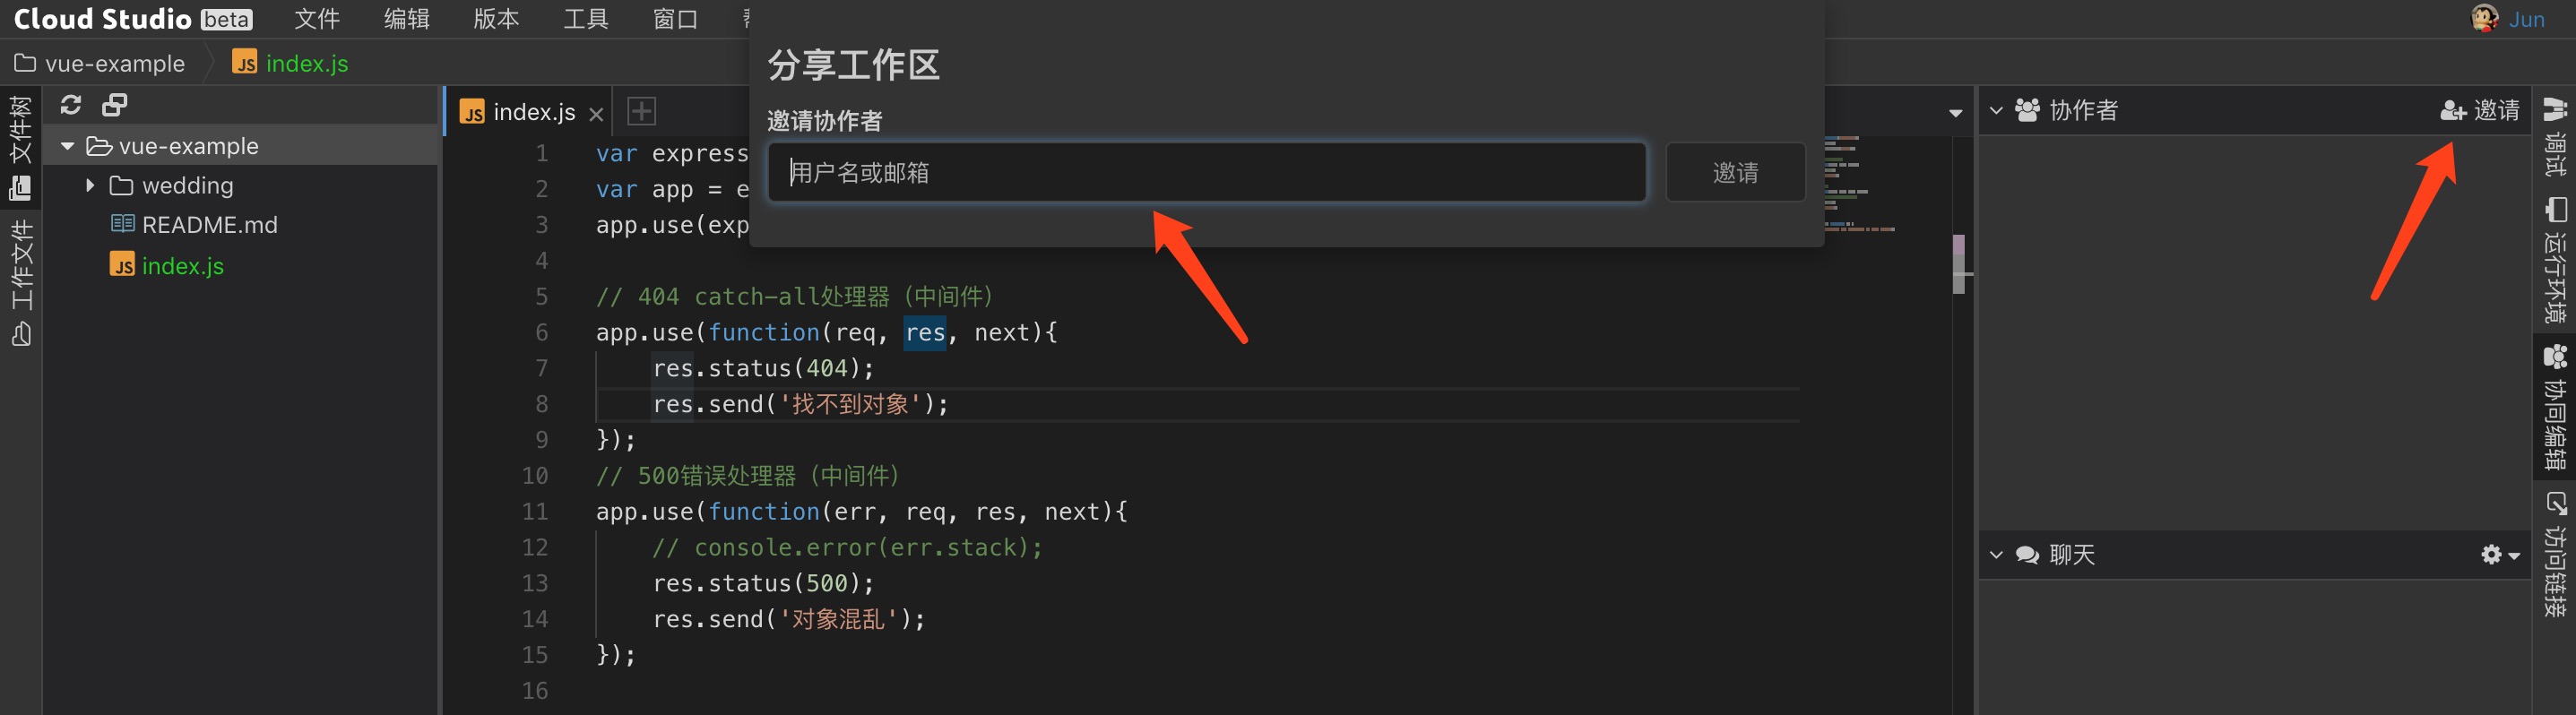 Cloud Studio beta 文件 编辑 版本 工具 窗口
Jun
vue-example index.js
分享工作区
邀请协作者
用户名或邮箱 邀请
文件树
工作文件
vue-example
wedding
README.md
index.js
index.js
1 var express
2 var app = e
3 app.use(exp
4
5 // 404 catch-all处理器（中间件）
6 app.use(function(req, res, next){
7 res.status(404);
8 res.send('找不到对象');
9 });
10 // 500错误处理器（中间件）
11 app.use(function(err, req, res, next){
12 // console.error(err.stack);
13 res.status(500);
14 res.send('对象混乱');
15 });
16
协作者 邀请
聊天
调试
运行环境
协同编辑
访问链接